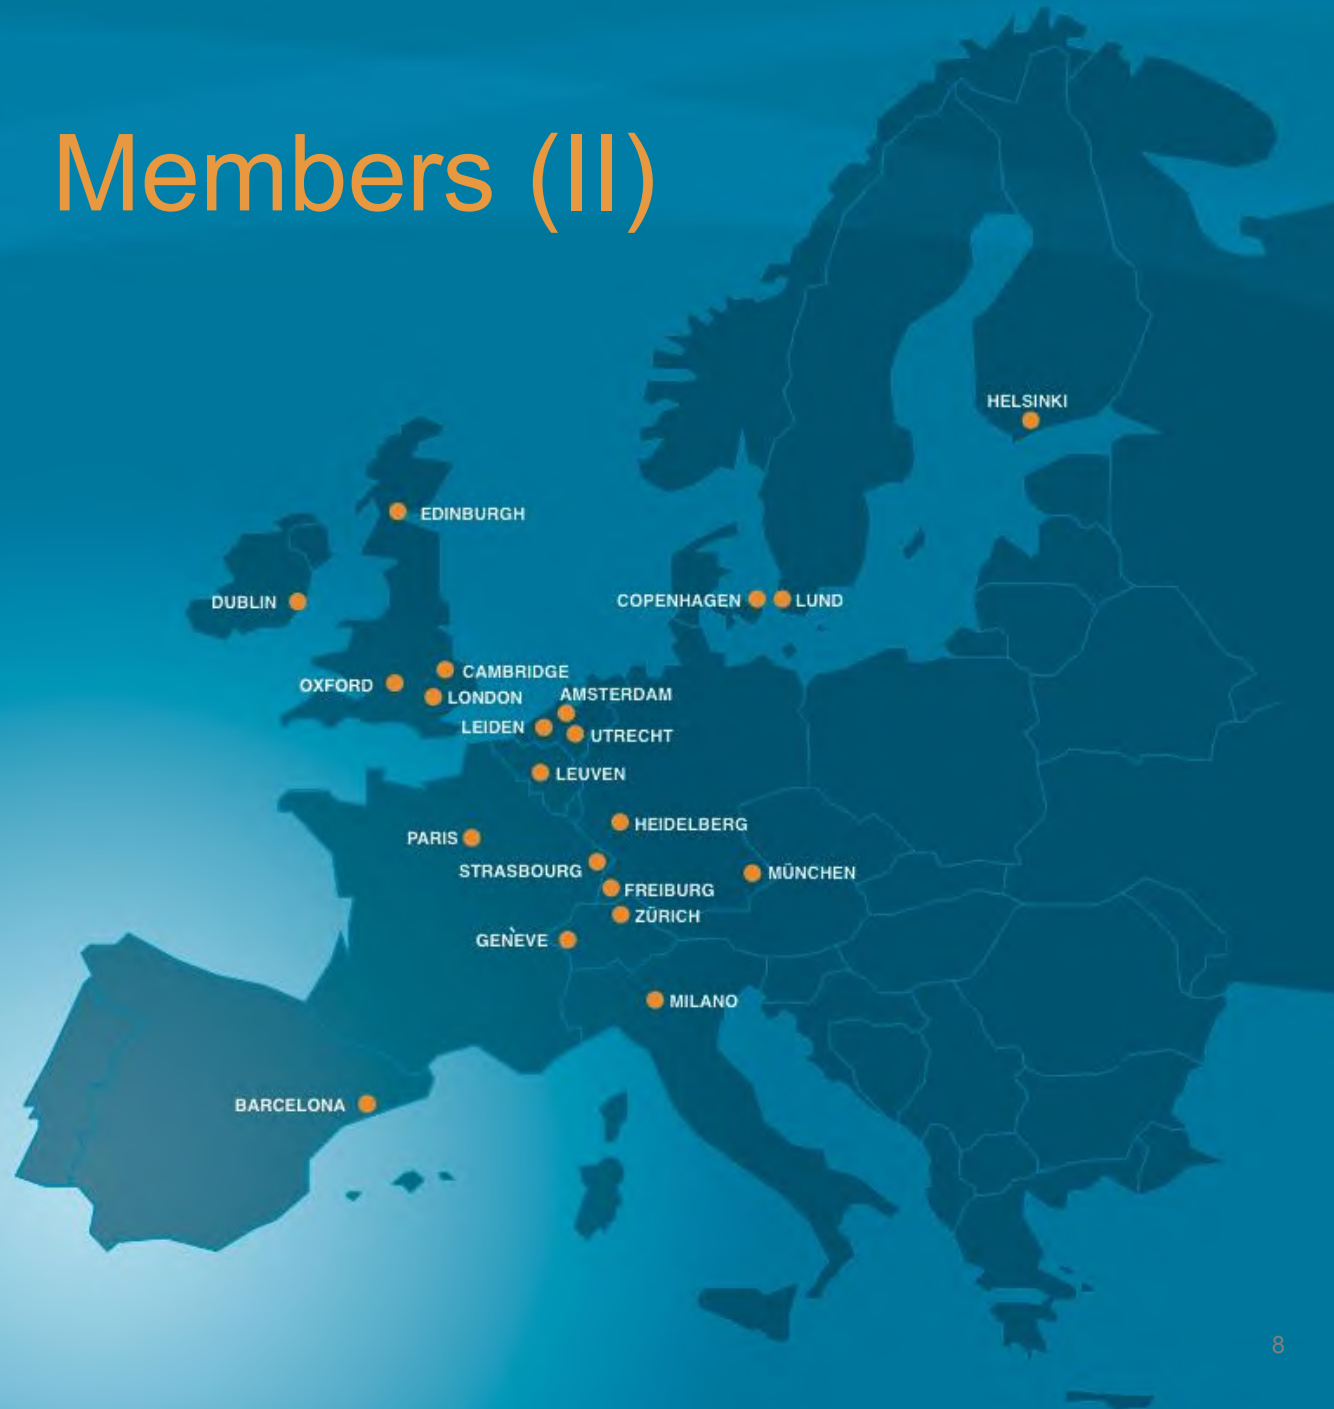 Members (II)
HELSINKI
EDINBURGH
DUBLIN
COPENHAGEN
LUND
CAMBRIDGE
OXFORD
LONDON
AMSTERDAM
LEIDEN
UTRECHT
LEUVEN
HEIDELBERG
PARIS
STRASBOURG
MÜNCHEN
FREIBURG
ZÜRICH
GENÈVE
MILANO
BARCELONA
8